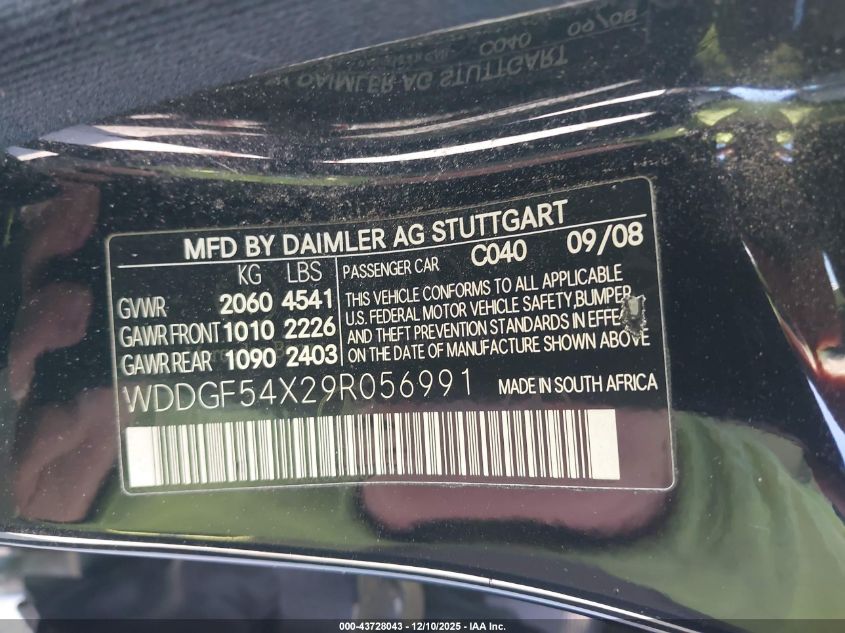 MFD BY DAIMLER AG STUTTGART
C040 09/08
KG LBS
GVWR 2060 4541
GAWR FRONT 1010 2226
GAWR REAR 1090 2403
PASSENGER CAR
THIS VEHICLE CONFORMS TO ALL APPLICABLE
U.S. FEDERAL MOTOR VEHICLE SAFETY, BUMPER,
AND THEFT PREVENTION STANDARDS IN EFFE
ON THE DATE OF MANUFACTURE SHOWN ABOVE
WDDGF54X29R056991 MADE IN SOUTH AFRICA
000-43728043 - 12/10/2025 - IAA Inc.